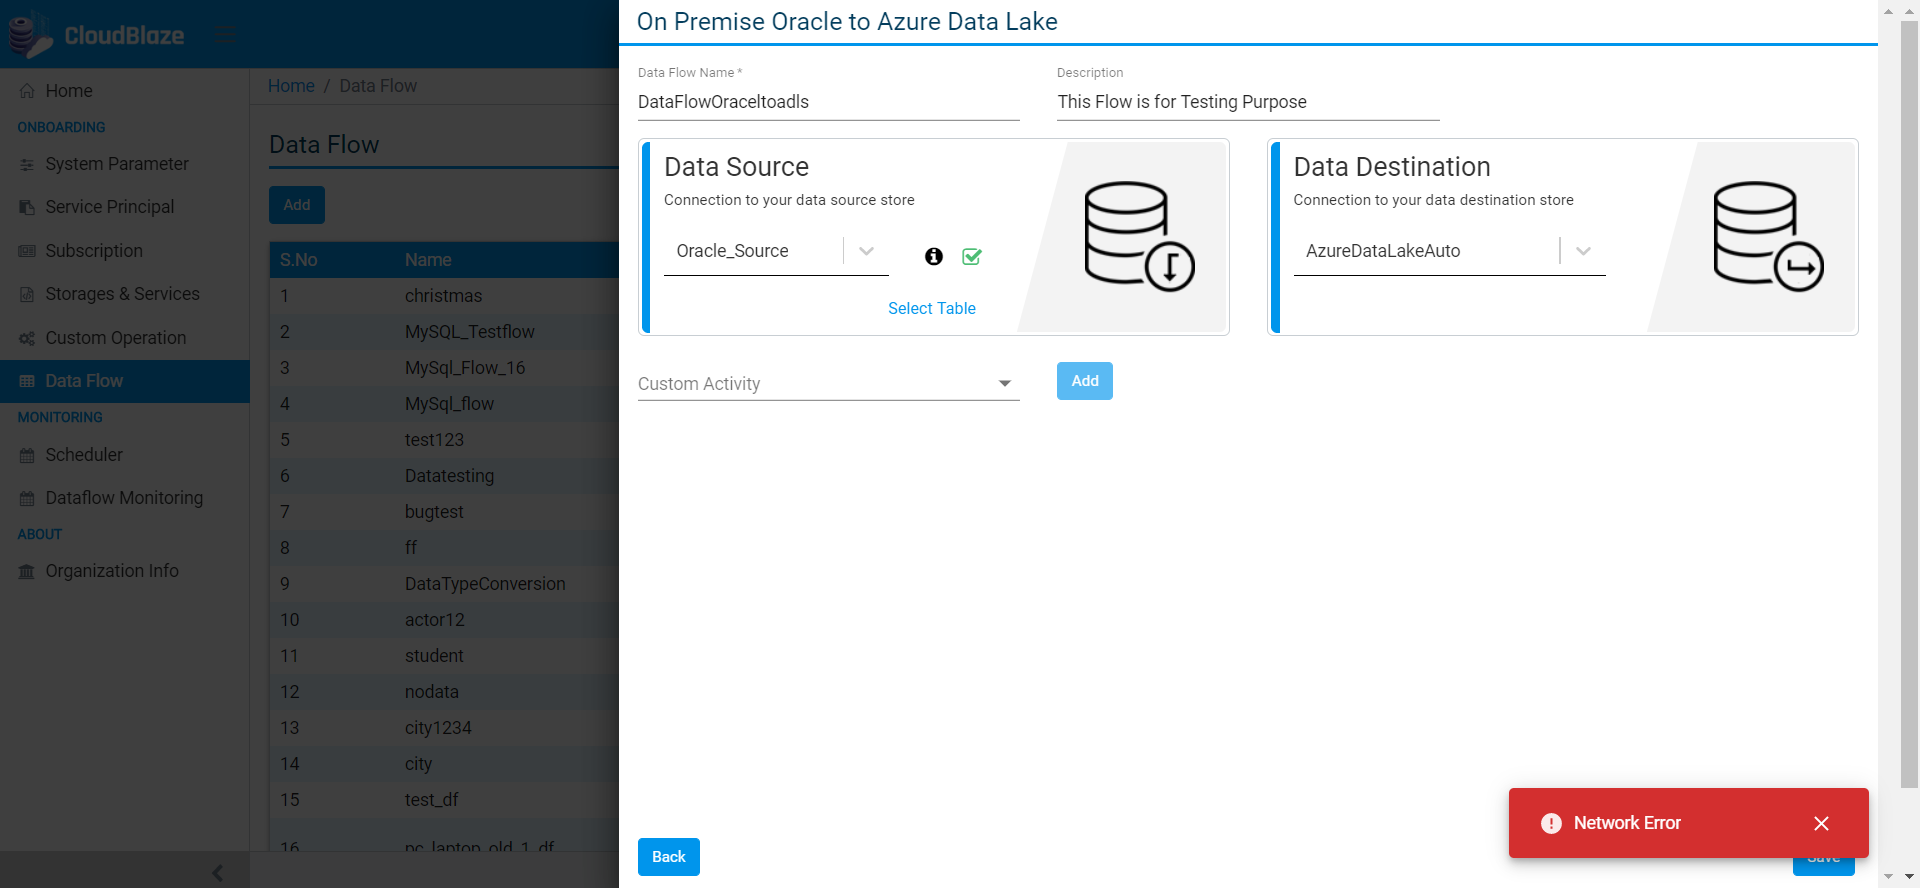 CloudBlaze
Home
ONBOARDING
System Parameter
Service Principal
Subscription
Storages & Services
Custom Operation
Data Flow
MONITORING
Scheduler
Dataflow Monitoring
ABOUT
Organization Info
Home / Data Flow
Data Flow
Add
S.No Name
1 christmas
2 MySQL_Testflow
3 MySql_Flow_16
4 MySql_flow
5 test123
6 Datatesting
7 bugtest
8 ff
9 DataTypeConversion
10 actor12
11 student
12 nodata
13 city1234
14 city
15 test_df
16 pc_laptop_old_1_df
On Premise Oracle to Azure Data Lake
Data Flow Name *
DataFlowOraceltoadls
Description
This Flow is for Testing Purpose
Data Source
Connection to your data source store
Oracle_Source
Select Table
Data Destination
Connection to your data destination store
AzureDataLakeAuto
Custom Activity
Add
Network Error
Back
Save